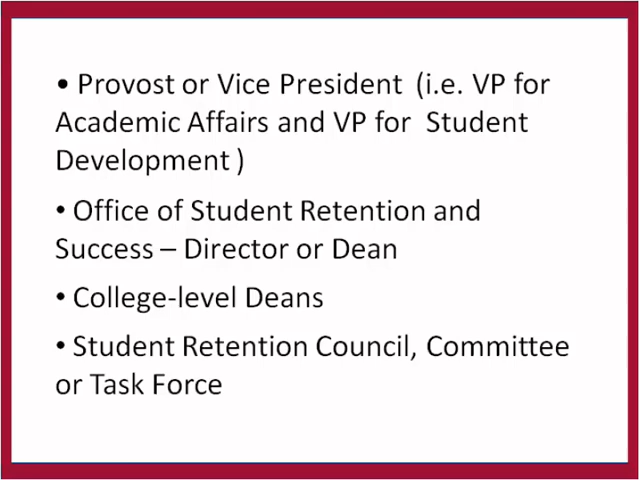 • Provost or Vice President  (i.e. VP for
Academic Affairs and VP for  Student
Development )
• Office of Student Retention and
Success – Director or Dean
• College-level Deans
• Student Retention Council, Committee
or Task Force